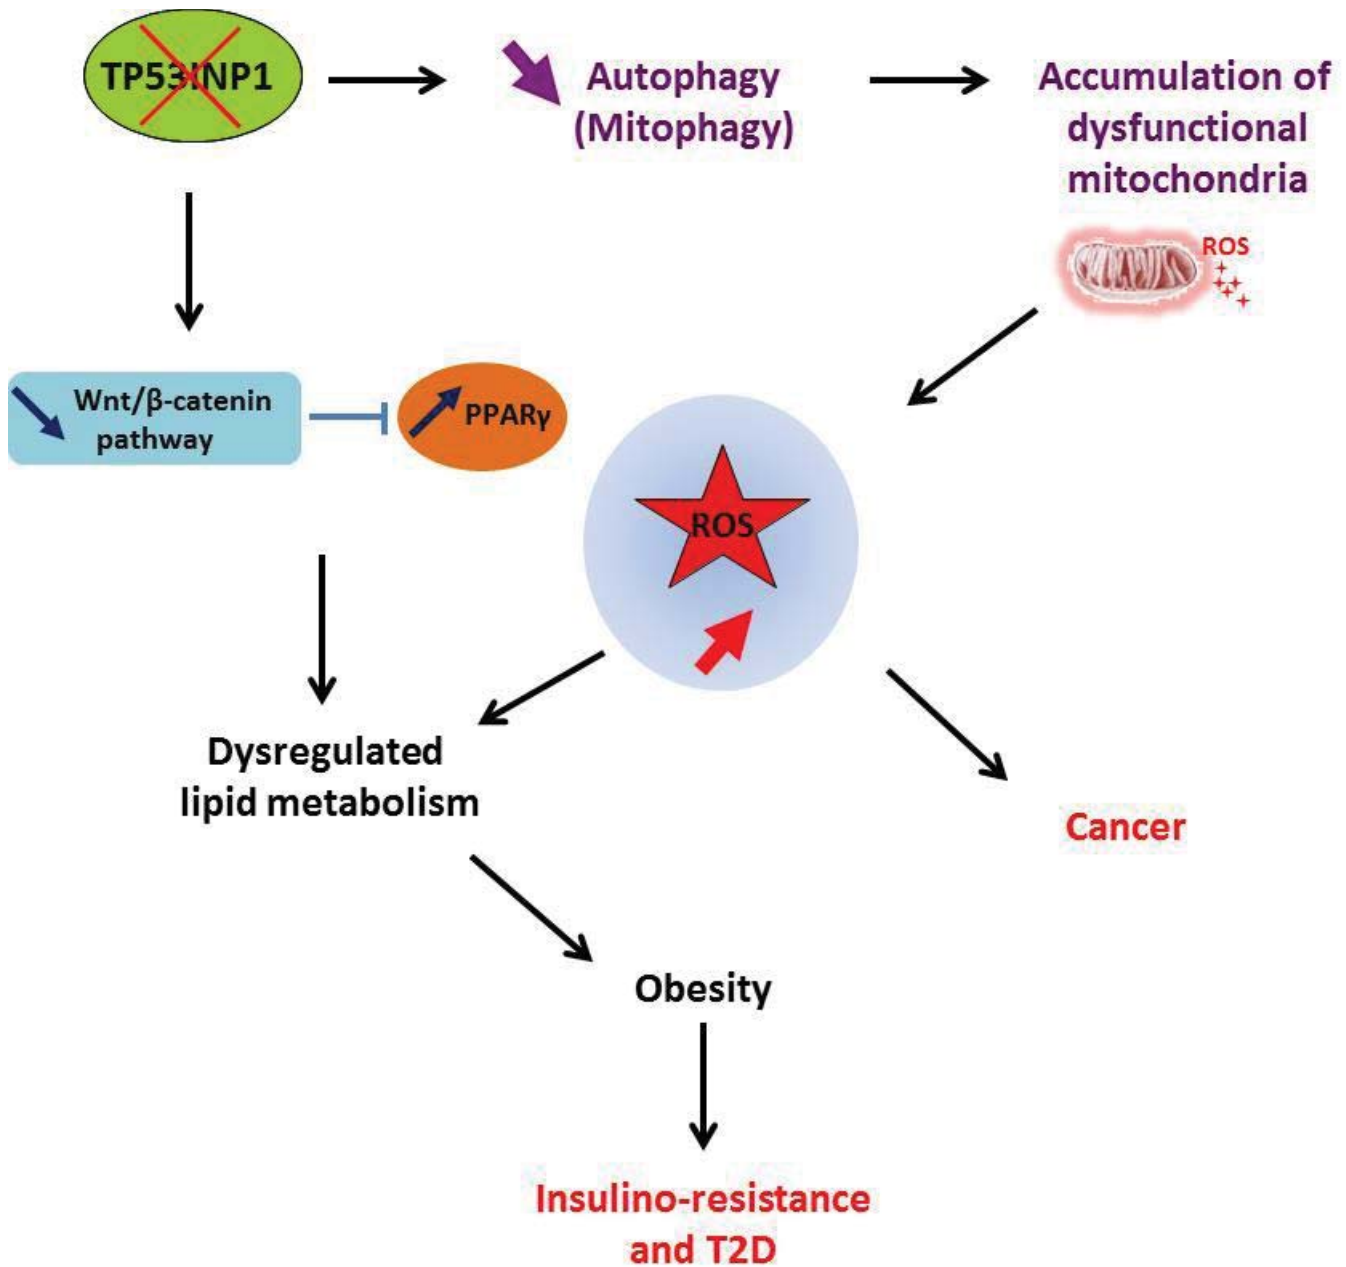 TP53INP1
Autophagy
(Mitophagy)
Accumulation of
dysfunctional
mitochondria
ROS
Wnt/β-catenin
pathway
PPARγ
ROS
Dysregulated
lipid metabolism
Cancer
Obesity
Insulino-resistance
and T2D